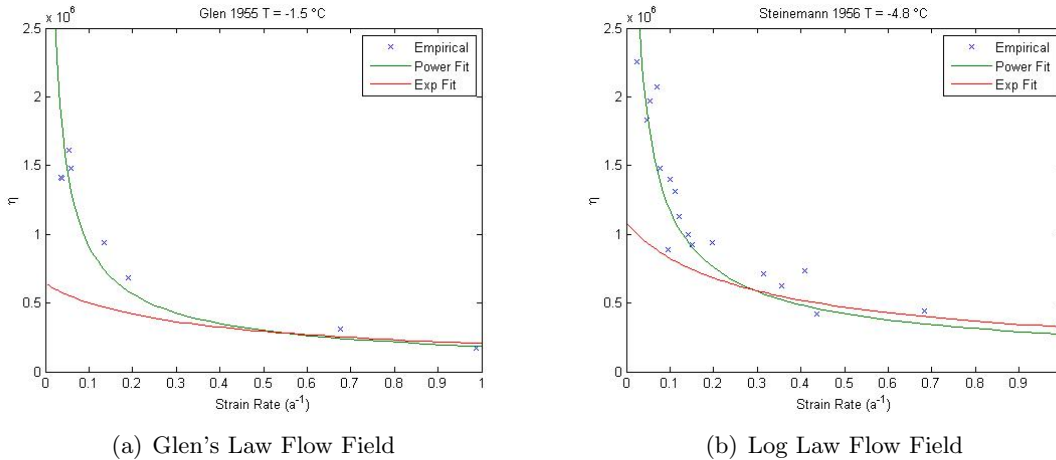 Glen 1955 T = -1.5 °C
x 10⁶
2.5
2
1.5
1
0.5
0
η
0 0.1 0.2 0.3 0.4 0.5 0.6 0.7 0.8 0.9 1
Strain Rate (a⁻¹)
Empirical
Power Fit
Exp Fit
(a) Glen's Law Flow Field
Steinemann 1956 T = -4.8 °C
x 10⁶
2.5
2
1.5
1
0.5
0
η
0 0.1 0.2 0.3 0.4 0.5 0.6 0.7 0.8 0.9
Strain Rate (a⁻¹)
Empirical
Power Fit
Exp Fit
(b) Log Law Flow Field